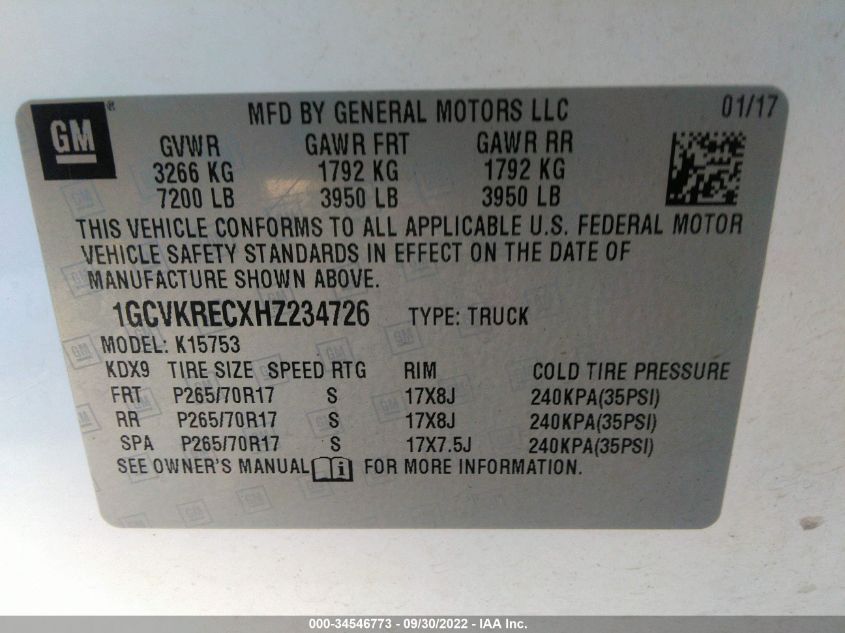 GM ® MFD BY GENERAL MOTORS LLC 01/17
GVWR GAWR FRT GAWR RR
3266 KG 1792 KG 1792 KG
7200 LB 3950 LB 3950 LB
THIS VEHICLE CONFORMS TO ALL APPLICABLE U.S. FEDERAL MOTOR
VEHICLE SAFETY STANDARDS IN EFFECT ON THE DATE OF
MANUFACTURE SHOWN ABOVE.
1GCVKRECXHZ234726 TYPE: TRUCK
MODEL: K15753
KDX9 TIRE SIZE SPEED RTG RIM COLD TIRE PRESSURE
FRT P265/70R17 S 17X8J 240KPA(35PSI)
RR P265/70R17 S 17X8J 240KPA(35PSI)
SPA P265/70R17 S 17X7.5J 240KPA(35PSI)
SEE OWNER'S MANUAL i FOR MORE INFORMATION.
000-34546773 - 09/30/2022 - IAA Inc.